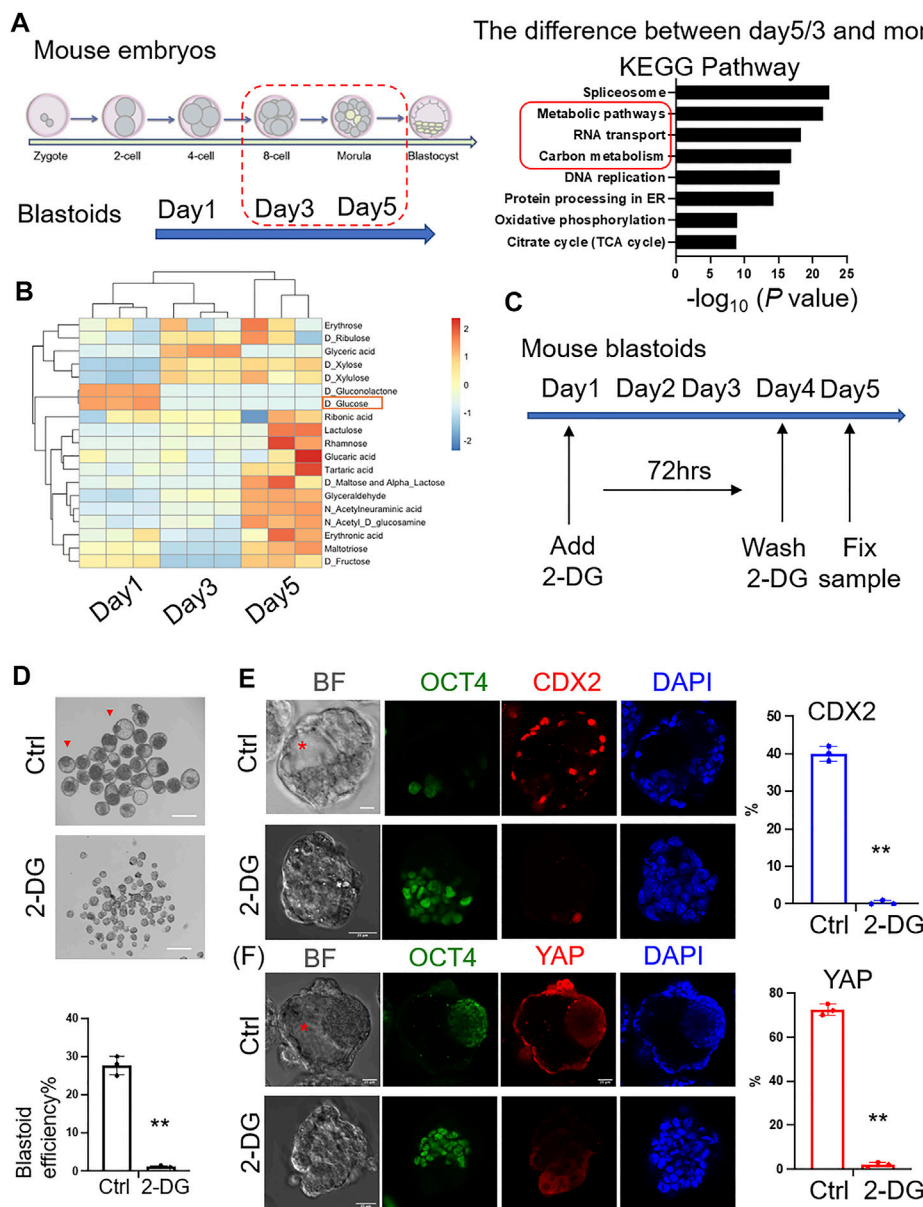 A
Mouse embryos
Zygote 2-cell 4-cell 8-cell Morula Blastocyst
Blastoids Day1 Day3 Day5
The difference between day5/3 and mor
KEGG Pathway
Spliceosome
Metabolic pathways
RNA transport
Carbon metabolism
DNA replication
Protein processing in ER
Oxidative phosphorylation
Citrate cycle (TCA cycle)
0 5 10 15 20 25
-log10 (P value)
B
Erythrose
D_Ribulose
Glyceric acid
D_Xylose
D_Xylulose
D_Gluconolactone
D_Glucose
Ribonic acid
Lactulose
Rhamnose
Glucaric acid
Tartaric acid
D_Maltose and Alpha_Lactose
Glyceraldehyde
N_Acetylneuraminic acid
N_Acetyl_D_glucosamine
Erythronic acid
Maltotriose
D_Fructose
2
1
0
-1
-2
Day1 Day3 Day5
C
Mouse blastoids
Day1 Day2 Day3 Day4 Day5
72hrs
Add Wash Fix
2-DG 2-DG sample
D
Ctrl
2-DG
Blastoid
efficiency%
40
30
20
10
0
**
Ctrl 2-DG
E
BF OCT4 CDX2 DAPI
Ctrl
*
2-DG
CDX2
%
40
30
20
10
0
**
Ctrl 2-DG
(F)
BF OCT4 YAP DAPI
Ctrl
*
2-DG
YAP
%
80
60
40
20
0
**
Ctrl 2-DG